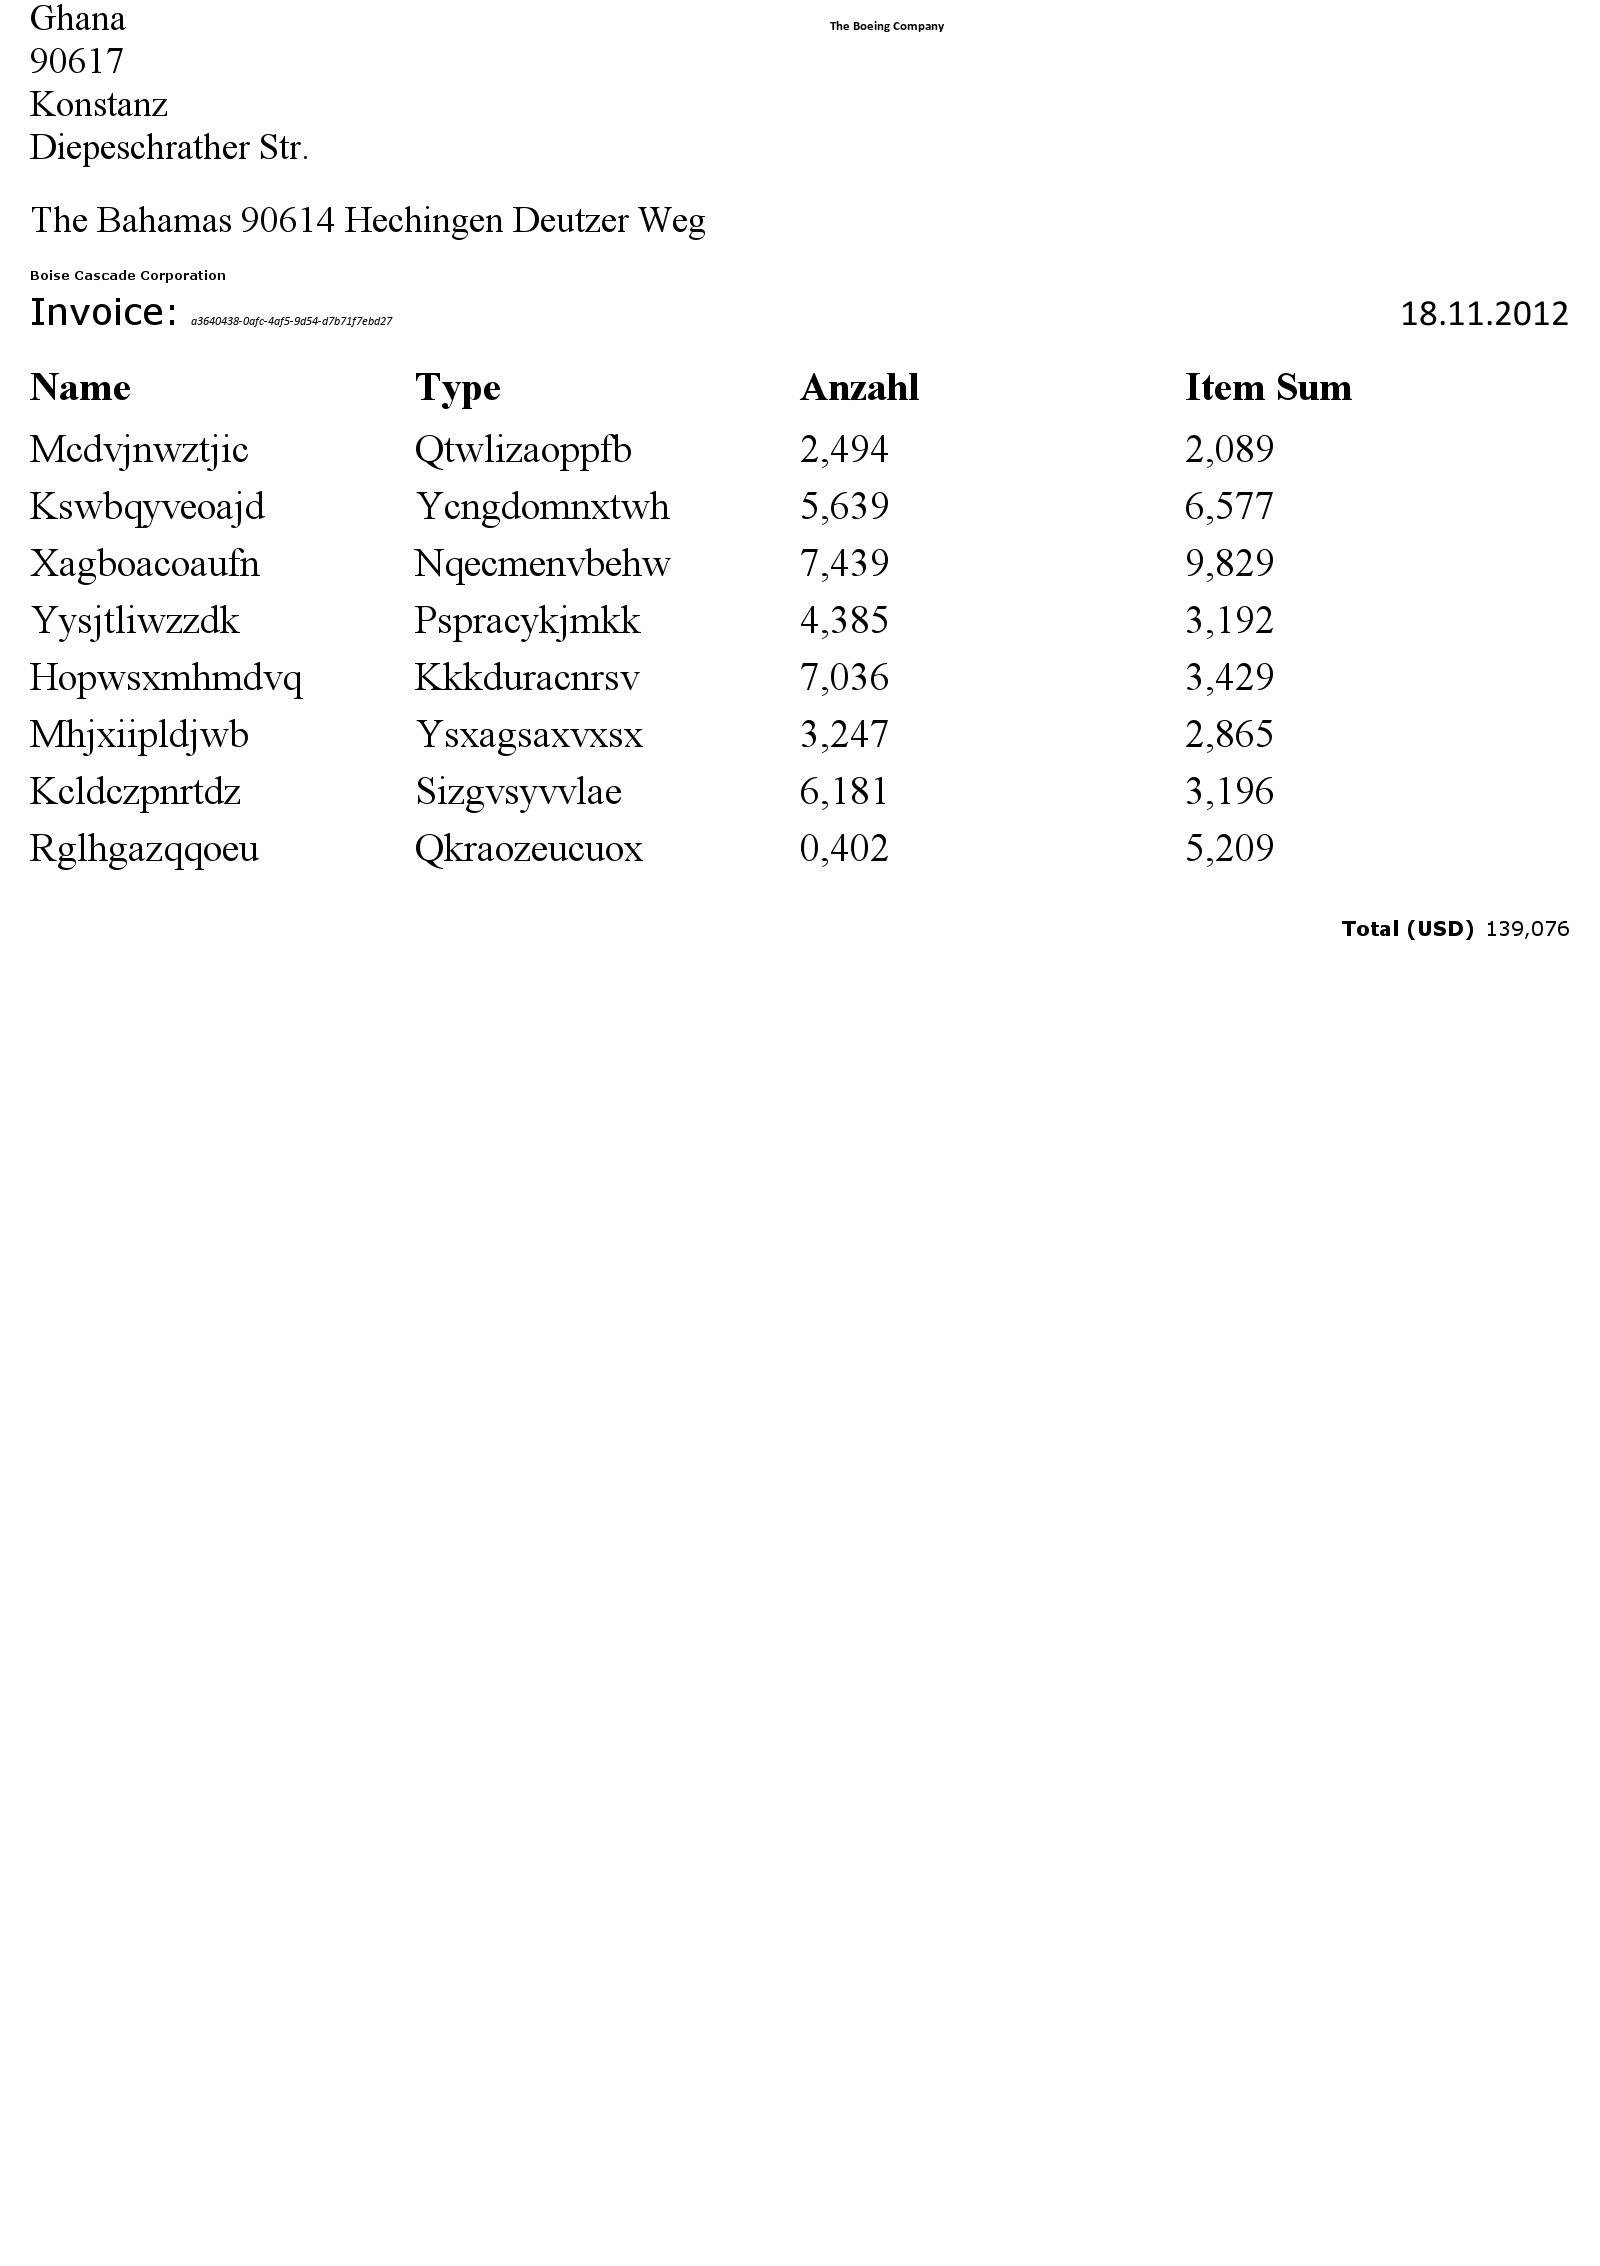 Ghana
The Boeing Company
90617
Konstanz
Diepeschrather Str.
The Bahamas 90614 Hechingen Deutzer Weg
Boise Cascade Corporation
Invoice: a3640438-0afc-4af5-9d54-d7b71f7ebd27 18.11.2012
Name Type Anzahl Item Sum
Mcdvjnwztjic Qtwlizaoppfb 2,494 2,089
Kswbqyveoajd Ycngdomnxtwh 5,639 6,577
Xagboacoaufn Nqecmenvbehw 7,439 9,829
Yysjtliwzzdk Pspracykjmkk 4,385 3,192
Hopwsxmhmdvq Kkkduracnrsv 7,036 3,429
Mhjxiipldjwb Ysxagsaxvxsx 3,247 2,865
Kcldczpnrtdz Sizgvsyvvlae 6,181 3,196
Rglhgazqqoeu Qkraozeucuox 0,402 5,209
Total (USD) 139,076